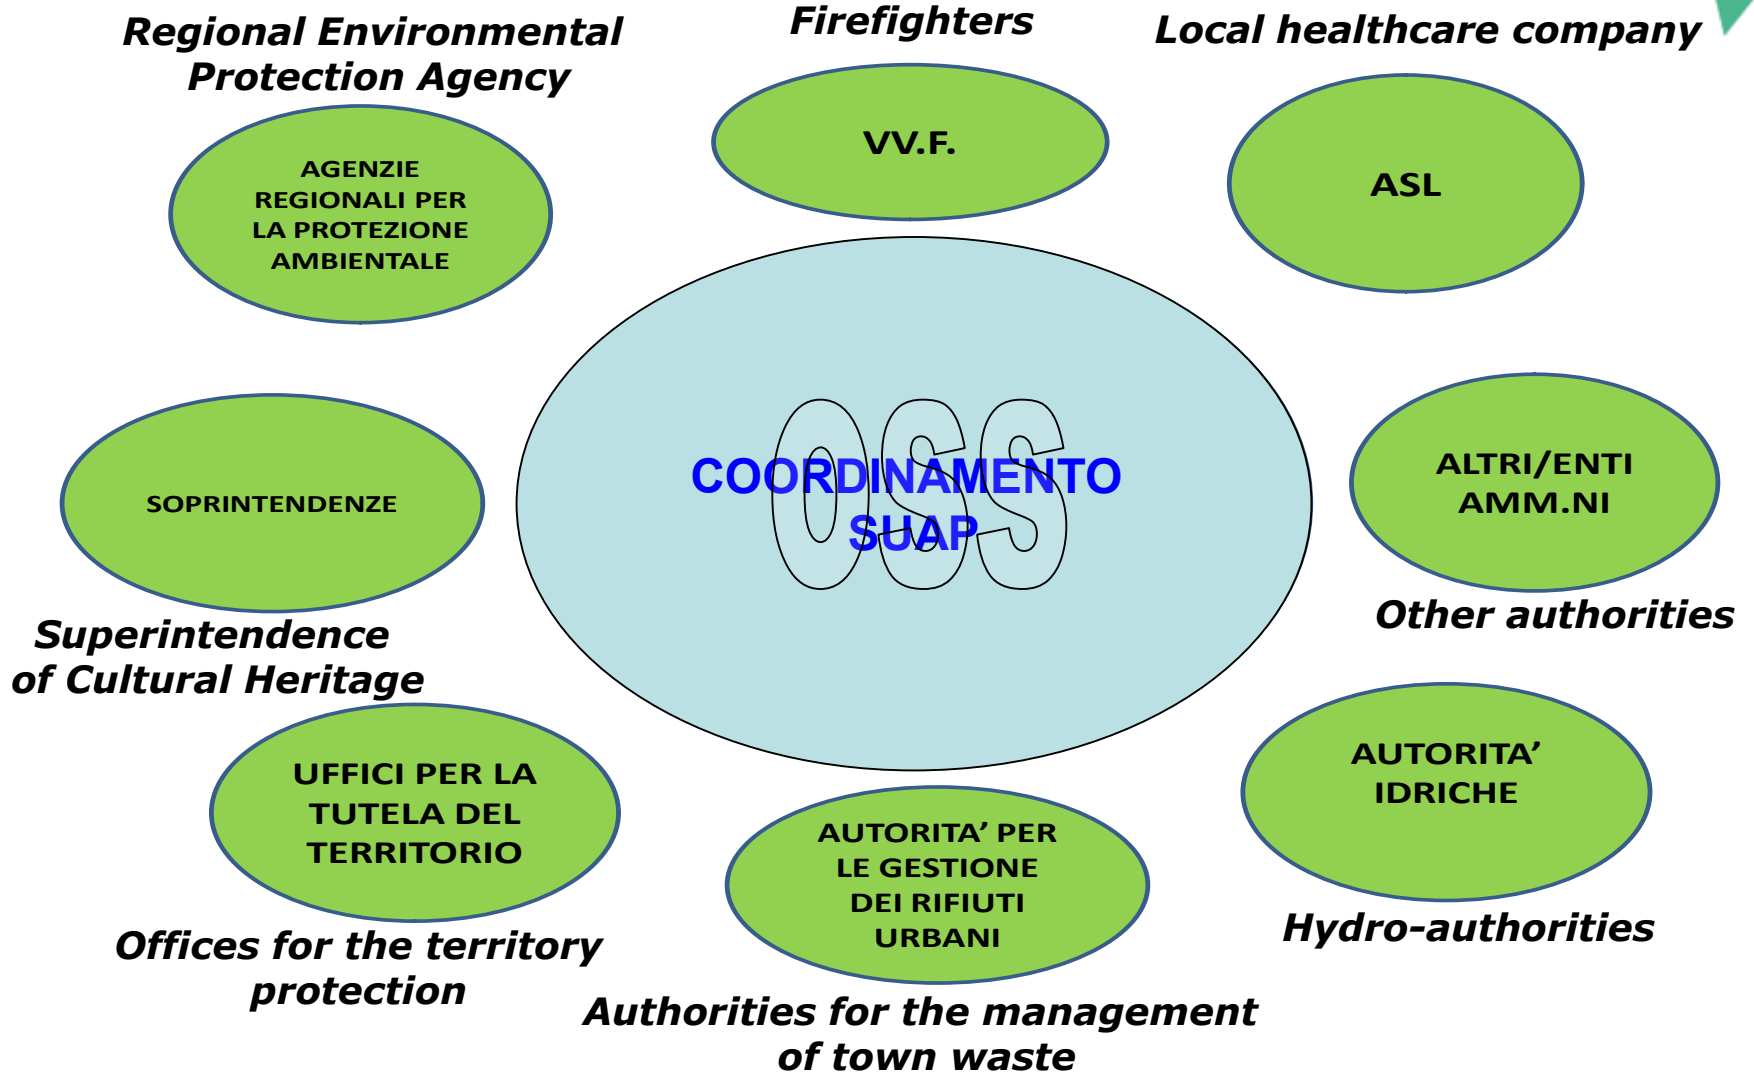 Regional Environmental
Protection Agency
Firefighters
Local healthcare company
AGENZIE
REGIONALI PER
LA PROTEZIONE
AMBIENTALE
VV.F.
ASL
COORDINAMENTO
SUAP
OSS
SOPRINTENDENZE
ALTRI/ENTI
AMM.NI
Superintendence
of Cultural Heritage
Other authorities
UFFICI PER LA
TUTELA DEL
TERRITORIO
AUTORITA’ PER
LE GESTIONE
DEI RIFIUTI
URBANI
AUTORITA’
IDRICHE
Offices for the territory
protection
Authorities for the management
of town waste
Hydro-authorities